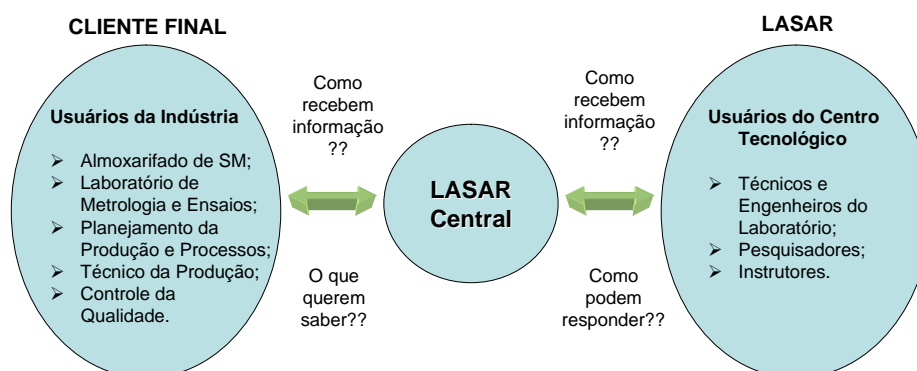 CLIENTE FINAL
LASAR
Usuários da Indústria
➢ Almoxarifado de SM;
➢ Laboratório de
Metrologia e Ensaios;
➢ Planejamento da
Produção e Processos;
➢ Técnico da Produção;
➢ Controle da
Qualidade.
Como
recebem
informação
??
O que
querem
saber??
LASAR
Central
Como
recebem
informação
??
Como
podem
responder??
Usuários do Centro
Tecnológico
➢ Técnicos e
Engenheiros do
Laboratório;
➢ Pesquisadores;
➢ Instrutores.